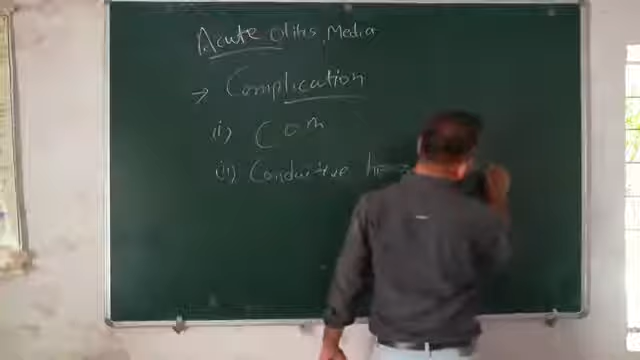 Acute Otitis Media
→ Complication
(i) COM
(ii) Conductive